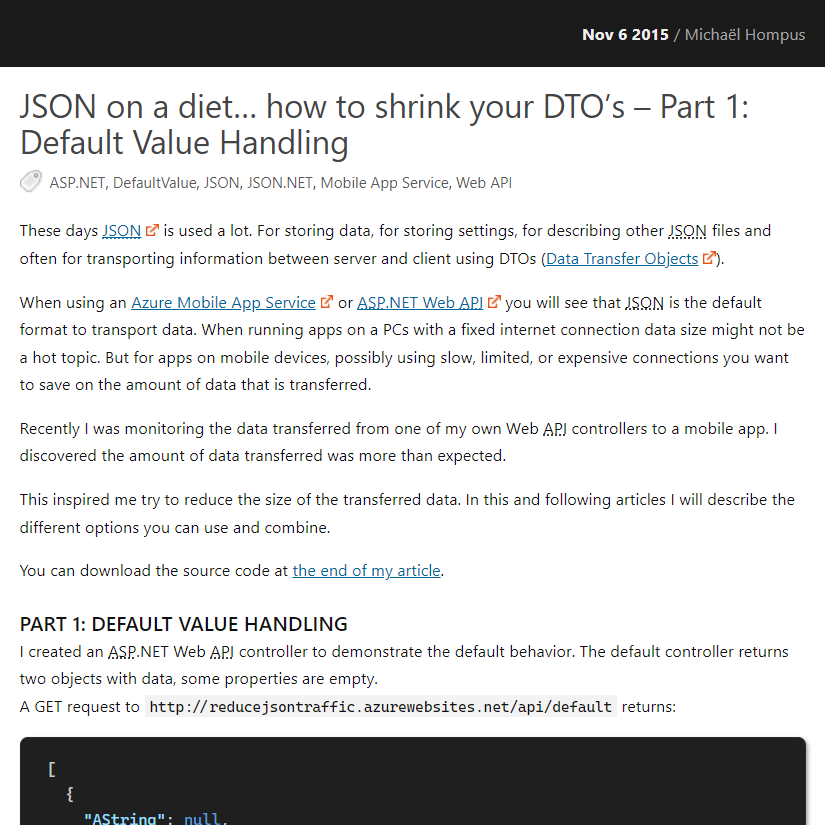 Nov 6 2015 / Michaël Hompus
JSON on a diet… how to shrink your DTO’s – Part 1:
Default Value Handling
ASP.NET, DefaultValue, JSON, JSON.NET, Mobile App Service, Web API
These days JSON is used a lot. For storing data, for storing settings, for describing other JSON files and
often for transporting information between server and client using DTOs (Data Transfer Objects).
When using an Azure Mobile App Service or ASP.NET Web API you will see that JSON is the default
format to transport data. When running apps on a PCs with a fixed internet connection data size might not be
a hot topic. But for apps on mobile devices, possibly using slow, limited, or expensive connections you want
to save on the amount of data that is transferred.
Recently I was monitoring the data transferred from one of my own Web API controllers to a mobile app. I
discovered the amount of data transferred was more than expected.
This inspired me try to reduce the size of the transferred data. In this and following articles I will describe the
different options you can use and combine.
You can download the source code at the end of my article.
PART 1: DEFAULT VALUE HANDLING
I created an ASP.NET Web API controller to demonstrate the default behavior. The default controller returns
two objects with data, some properties are empty.
A GET request to http://reducejsontraffic.azurewebsites.net/api/default returns:
[
{
"AString": null,